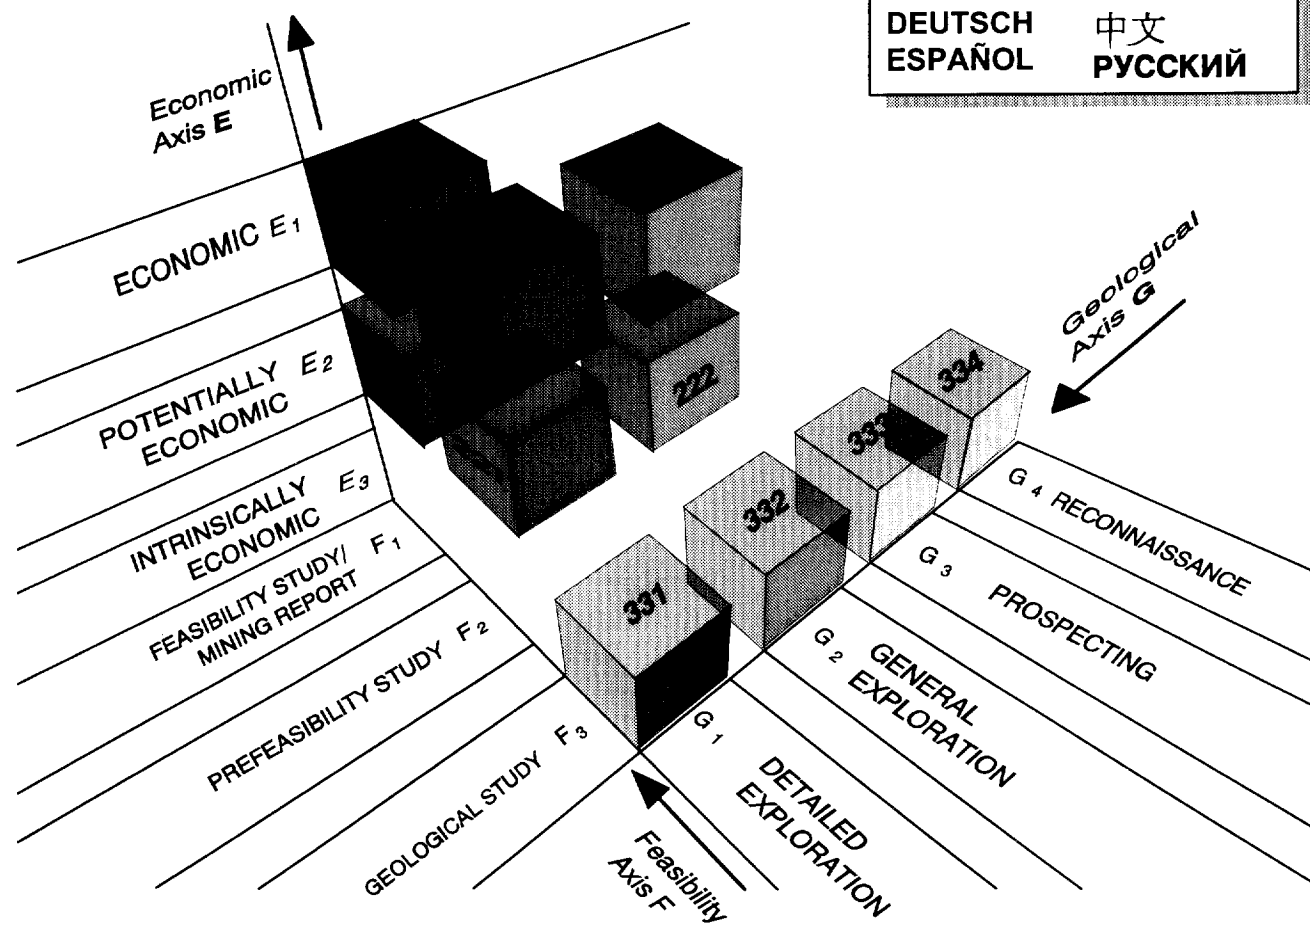 DEUTSCH 中文
ESPAÑOL РУССКИЙ
Economic
Axis E
ECONOMIC E1
POTENTIALLY E2
ECONOMIC
INTRINSICALLY E3
ECONOMIC
FEASIBILITY STUDY/ F1
MINING REPORT
PREFEASIBILITY STUDY F2
GEOLOGICAL STUDY F3
222
331
332
333
334
Geological
Axis G
G4 RECONNAISSANCE
G3 PROSPECTING
G2 GENERAL
EXPLORATION
G1 DETAILED
EXPLORATION
Feasibility
Axis F